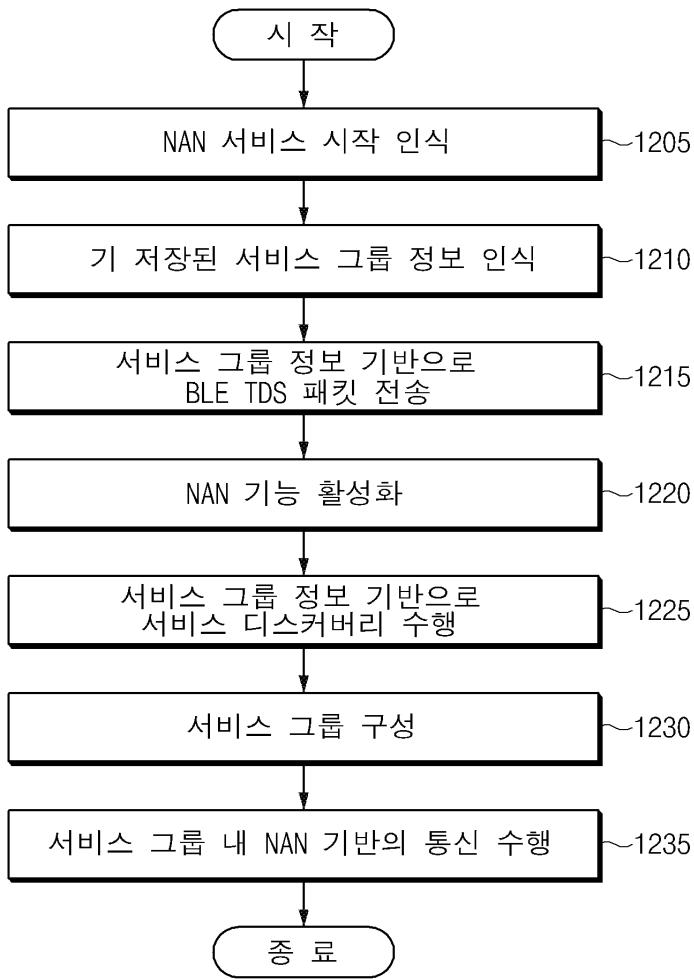 시 작
NAN 서비스 시작 인식
1205
기 저장된 서비스 그룹 정보 인식
1210
서비스 그룹 정보 기반으로
BLE TDS 패킷 전송
1215
NAN 기능 활성화
1220
서비스 그룹 정보 기반으로
서비스 디스커버리 수행
1225
서비스 그룹 구성
1230
서비스 그룹 내 NAN 기반의 통신 수행
1235
종 료